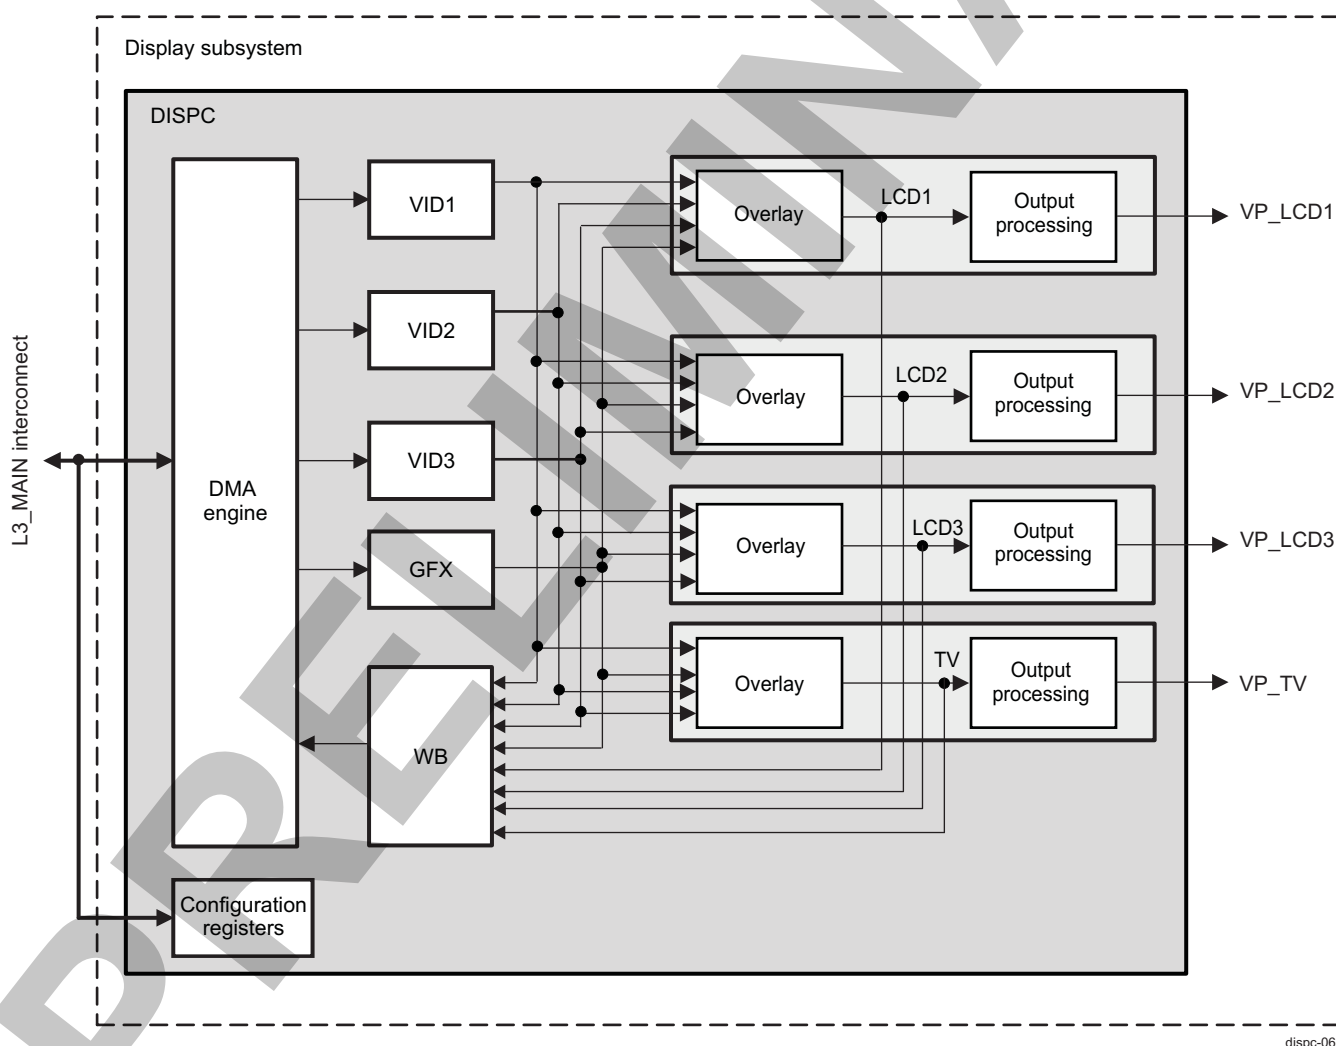 Display subsystem
DISPC
VID1
VID2
VID3
GFX
WB
DMA
engine
Configuration
registers
L3_MAIN interconnect
Overlay
LCD1
Output
processing
VP_LCD1
Overlay
LCD2
Output
processing
VP_LCD2
Overlay
LCD3
Output
processing
VP_LCD3
Overlay
TV
Output
processing
VP_TV
dispc-06
PRELIMINA